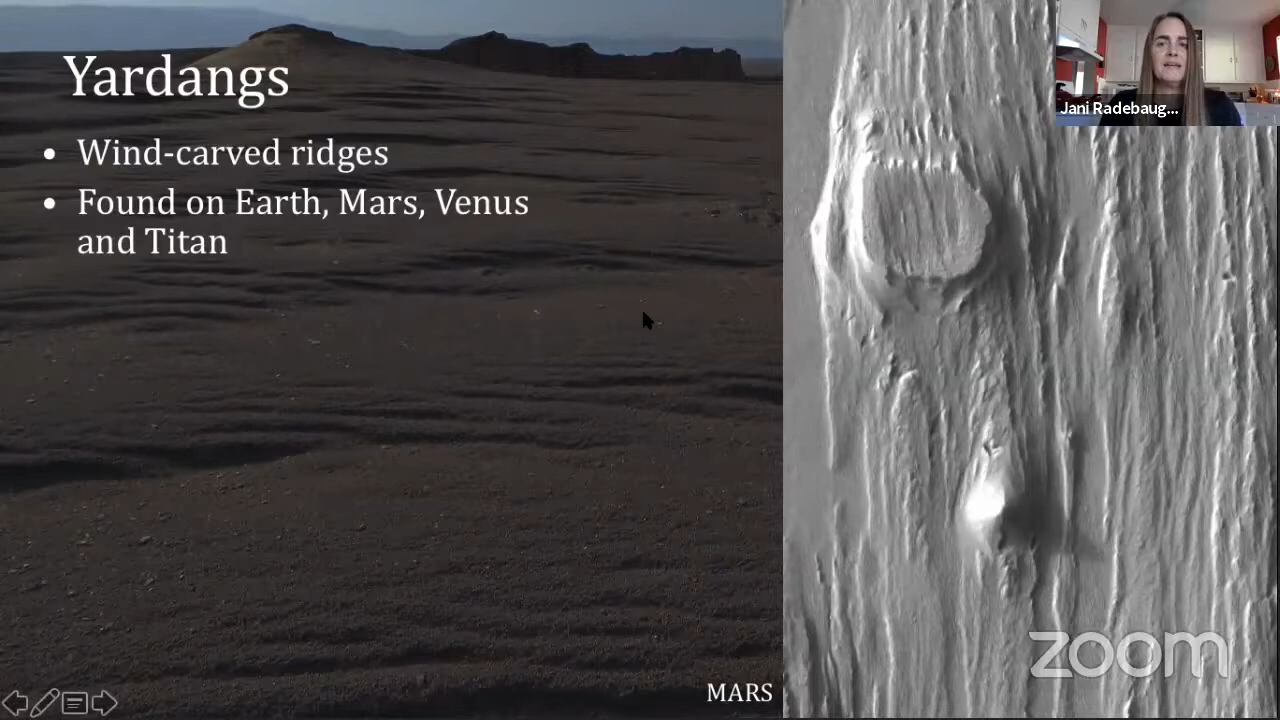 Yardangs
• Wind-carved ridges
• Found on Earth, Mars, Venus
and Titan
Jani Radebaug...
zoom
MARS